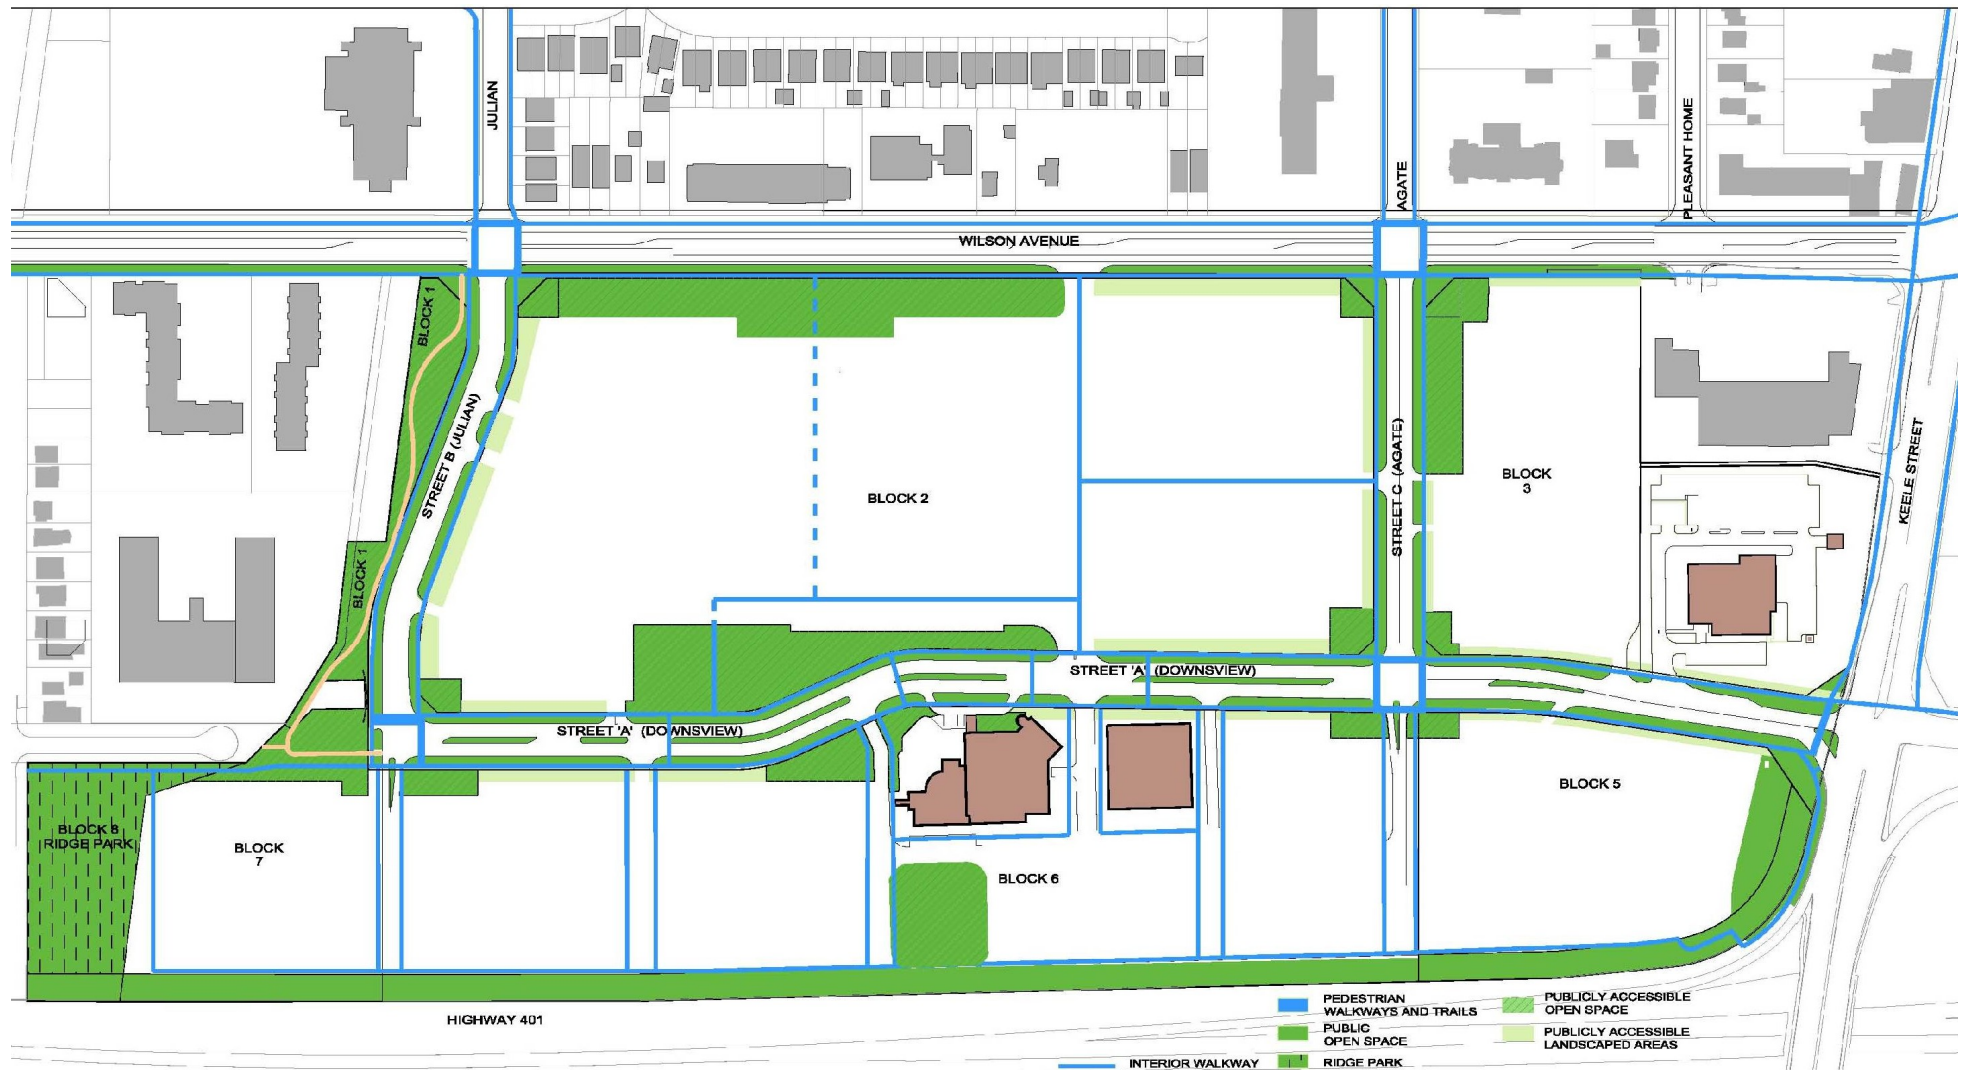 JULIAN
AGATE
PLEASANT HOME
WILSON AVENUE
BLOCK 1
STREET B (JULIAN)
BLOCK 2
STREET C (AGATE)
BLOCK
3
KEELE STREET
BLOCK 1
STREET 'A' (DOWNSVIEW)
STREET 'A' (DOWNSVIEW)
BLOCK 5
BLOCK 8
RIDGE PARK
BLOCK
7
BLOCK 6
HIGHWAY 401
PEDESTRIAN
WALKWAYS AND TRAILS
PUBLIC
OPEN SPACE
INTERIOR WALKWAY
RIDGE PARK
PUBLICLY ACCESSIBLE
OPEN SPACE
PUBLICLY ACCESSIBLE
LANDSCAPED AREAS